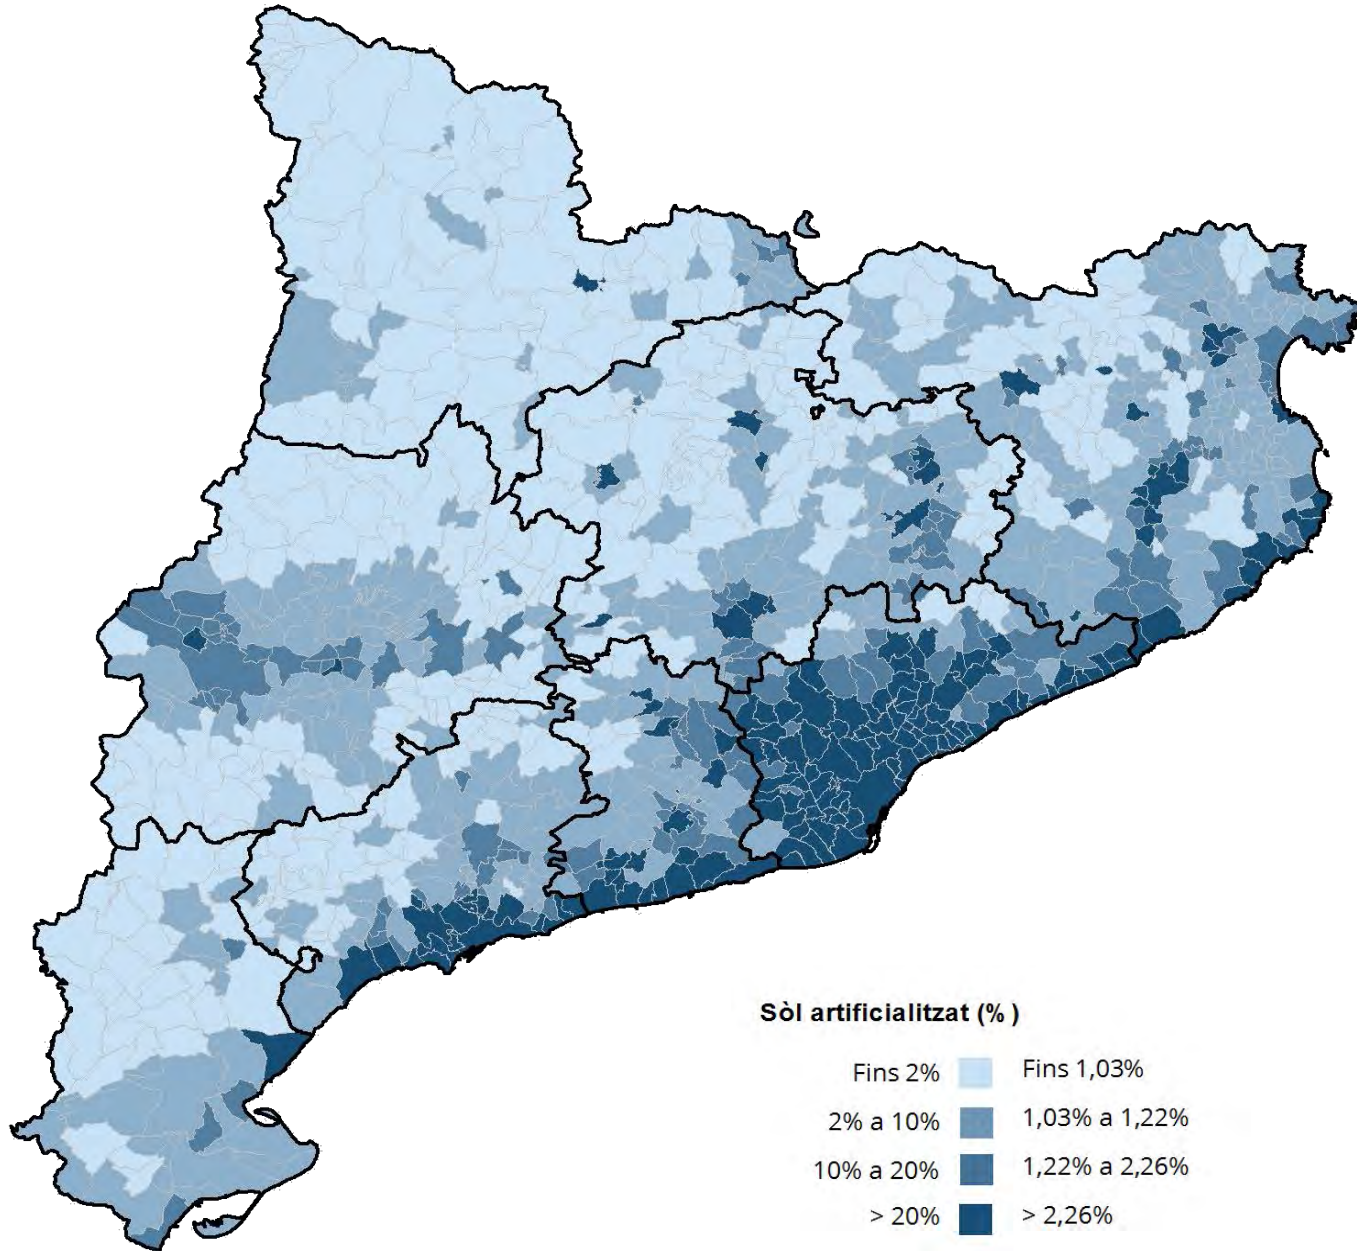 Sòl artificialitzat (%)
Fins 2% Fins 1,03%
2% a 10% 1,03% a 1,22%
10% a 20% 1,22% a 2,26%
> 20% > 2,26%